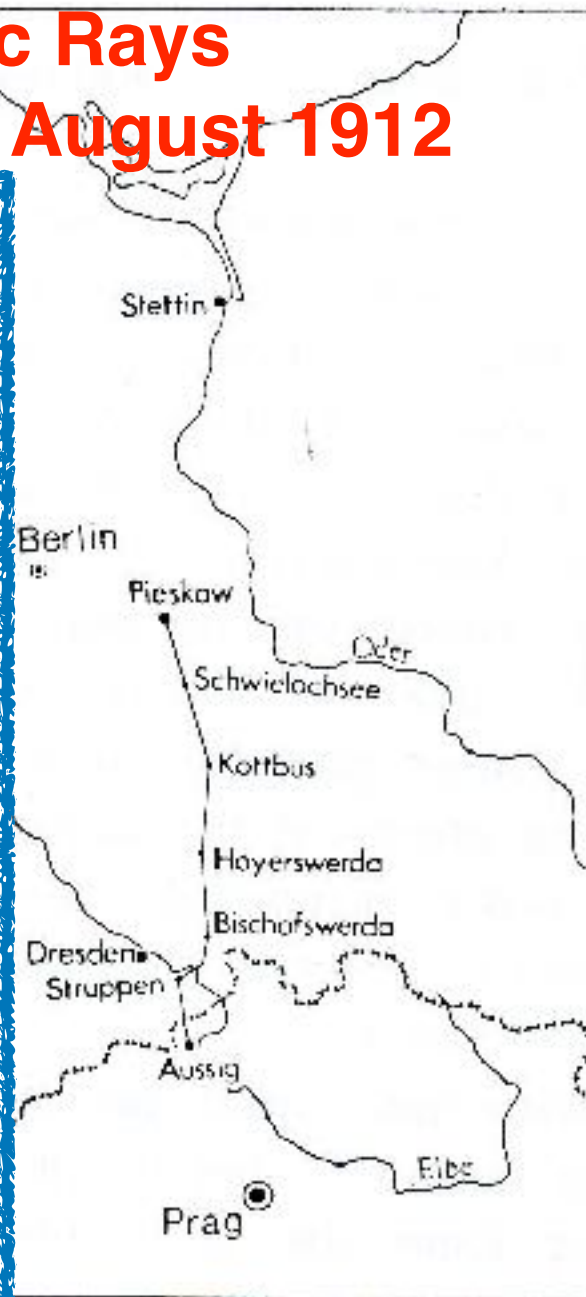 c Rays
August 1912
Stettin
Berlin
Pieskow
Oder
Schwielochsee
Kottbus
Hoyerswerda
Bischofswerda
Dresden
Struppen
Aussig
Elbe
Prag